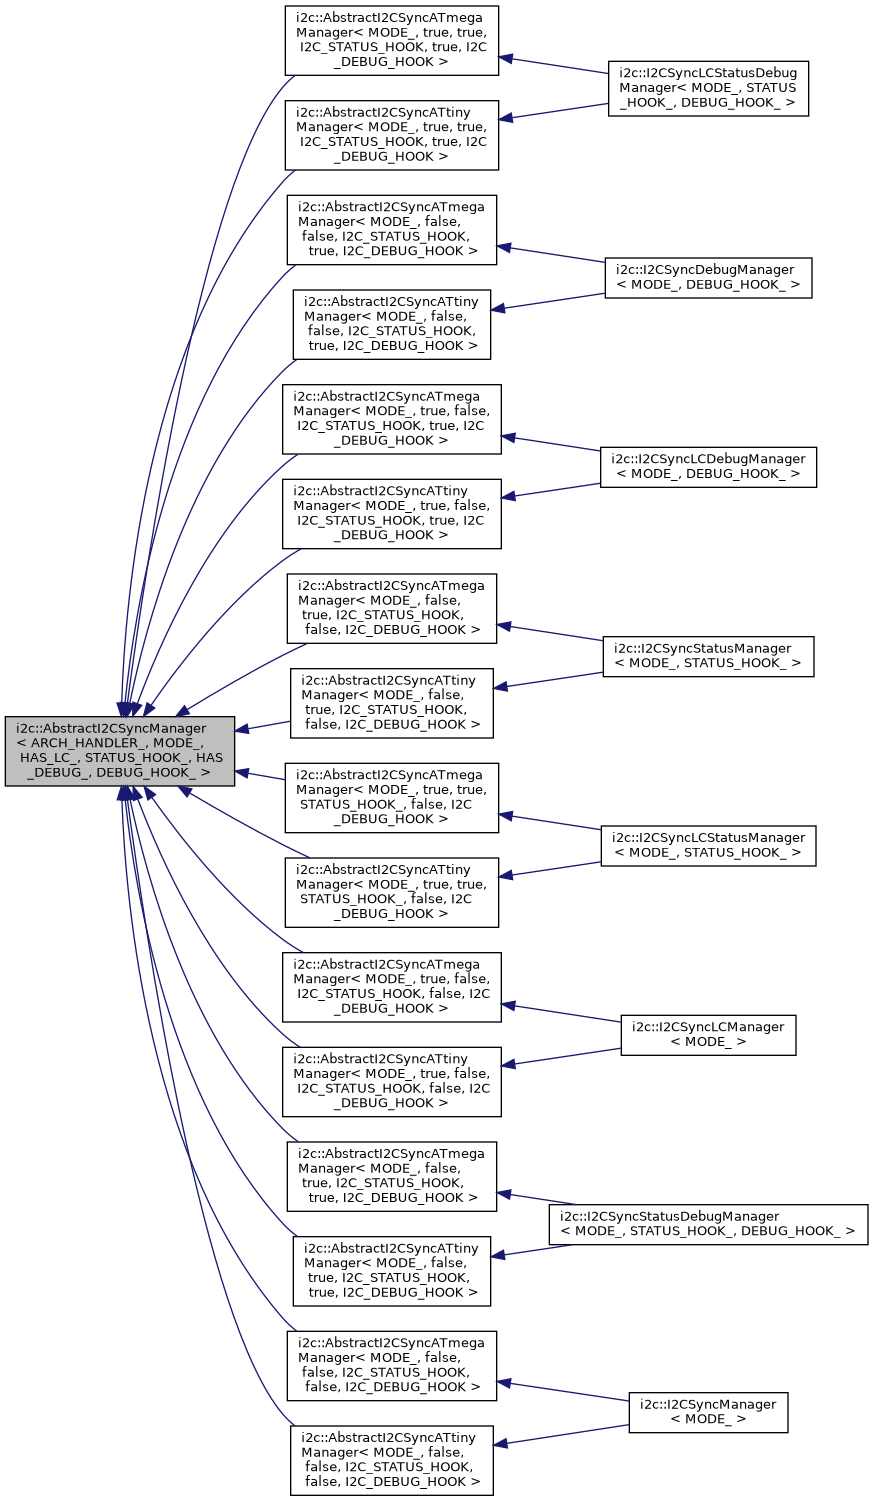 i2c::AbstractI2CSyncATmega
Manager< MODE_, true, true,
I2C_STATUS_HOOK, true, I2C
_DEBUG_HOOK >
i2c::I2CSyncLCStatusDebug
Manager< MODE_, STATUS
_HOOK_, DEBUG_HOOK_ >
i2c::AbstractI2CSyncATtiny
Manager< MODE_, true, true,
I2C_STATUS_HOOK, true, I2C
_DEBUG_HOOK >
i2c::AbstractI2CSyncATmega
Manager< MODE_, false,
false, I2C_STATUS_HOOK,
true, I2C_DEBUG_HOOK >
i2c::I2CSyncDebugManager
< MODE_, DEBUG_HOOK_ >
i2c::AbstractI2CSyncATtiny
Manager< MODE_, false,
false, I2C_STATUS_HOOK,
true, I2C_DEBUG_HOOK >
i2c::AbstractI2CSyncATmega
Manager< MODE_, true, false,
I2C_STATUS_HOOK, true, I2C
_DEBUG_HOOK >
i2c::I2CSyncLCDebugManager
< MODE_, DEBUG_HOOK_ >
i2c::AbstractI2CSyncATtiny
Manager< MODE_, true, false,
I2C_STATUS_HOOK, true, I2C
_DEBUG_HOOK >
i2c::AbstractI2CSyncATmega
Manager< MODE_, false,
true, I2C_STATUS_HOOK,
false, I2C_DEBUG_HOOK >
i2c::I2CSyncStatusManager
< MODE_, STATUS_HOOK_ >
i2c::AbstractI2CSyncATtiny
Manager< MODE_, false,
true, I2C_STATUS_HOOK,
false, I2C_DEBUG_HOOK >
i2c::AbstractI2CSyncManager
< ARCH_HANDLER_, MODE_,
HAS_LC_, STATUS_HOOK_, HAS
_DEBUG_, DEBUG_HOOK_ >
i2c::AbstractI2CSyncATmega
Manager< MODE_, true, true,
STATUS_HOOK_, false, I2C
_DEBUG_HOOK >
i2c::I2CSyncLCStatusManager
< MODE_, STATUS_HOOK_ >
i2c::AbstractI2CSyncATtiny
Manager< MODE_, true, true,
STATUS_HOOK_, false, I2C
_DEBUG_HOOK >
i2c::AbstractI2CSyncATmega
Manager< MODE_, true, false,
I2C_STATUS_HOOK, false, I2C
_DEBUG_HOOK >
i2c::I2CSyncLCManager
< MODE_ >
i2c::AbstractI2CSyncATtiny
Manager< MODE_, true, false,
I2C_STATUS_HOOK, false, I2C
_DEBUG_HOOK >
i2c::AbstractI2CSyncATmega
Manager< MODE_, false,
true, I2C_STATUS_HOOK,
true, I2C_DEBUG_HOOK >
i2c::I2CSyncStatusDebugManager
< MODE_, STATUS_HOOK_, DEBUG_HOOK_ >
i2c::AbstractI2CSyncATtiny
Manager< MODE_, false,
true, I2C_STATUS_HOOK,
true, I2C_DEBUG_HOOK >
i2c::AbstractI2CSyncATmega
Manager< MODE_, false,
false, I2C_STATUS_HOOK,
false, I2C_DEBUG_HOOK >
i2c::I2CSyncManager
< MODE_ >
i2c::AbstractI2CSyncATtiny
Manager< MODE_, false,
false, I2C_STATUS_HOOK,
false, I2C_DEBUG_HOOK >